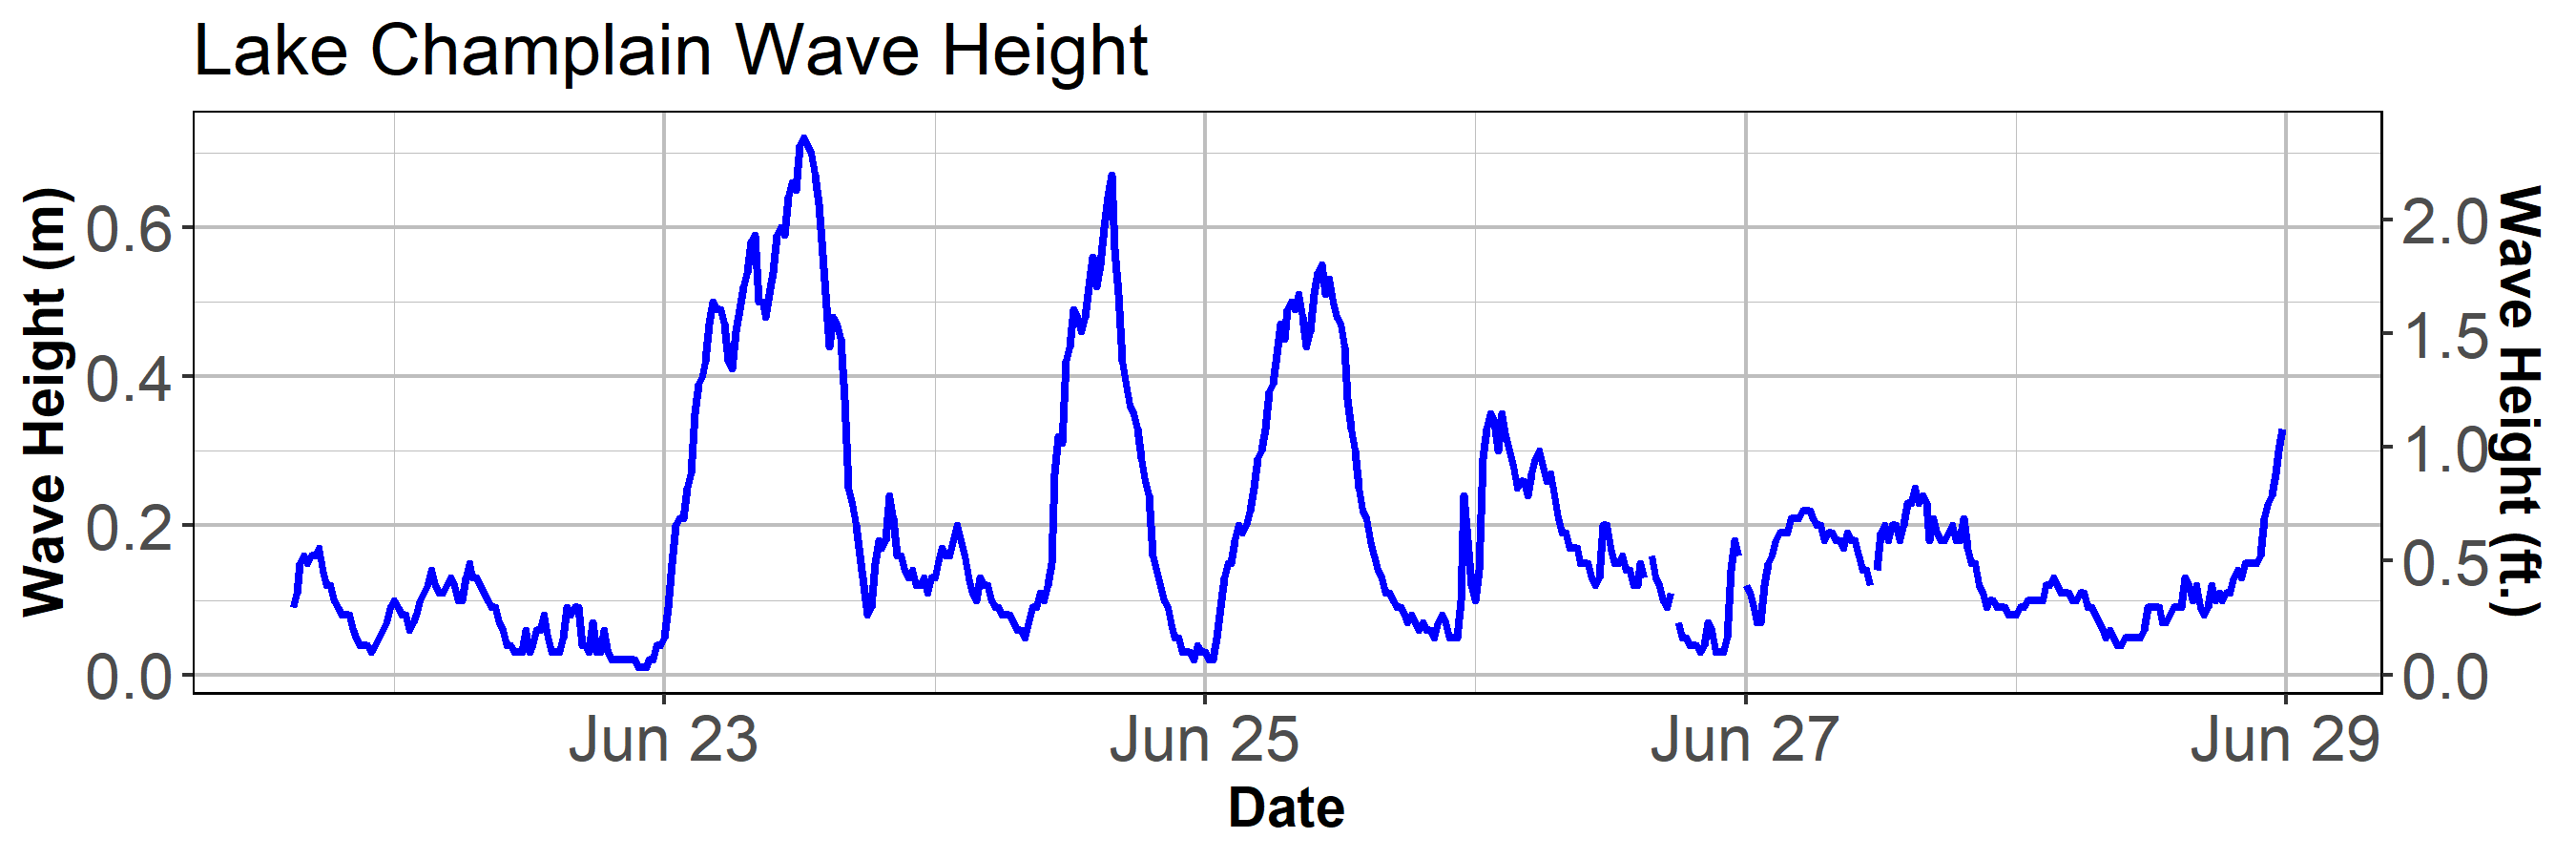 Lake Champlain Wave Height
Wave Height (m)
0.6
0.4
0.2
0.0
2.0
1.5
1.0
0.5
0.0
Wave Height (ft.)
Jun 23
Jun 25
Jun 27
Jun 29
Date